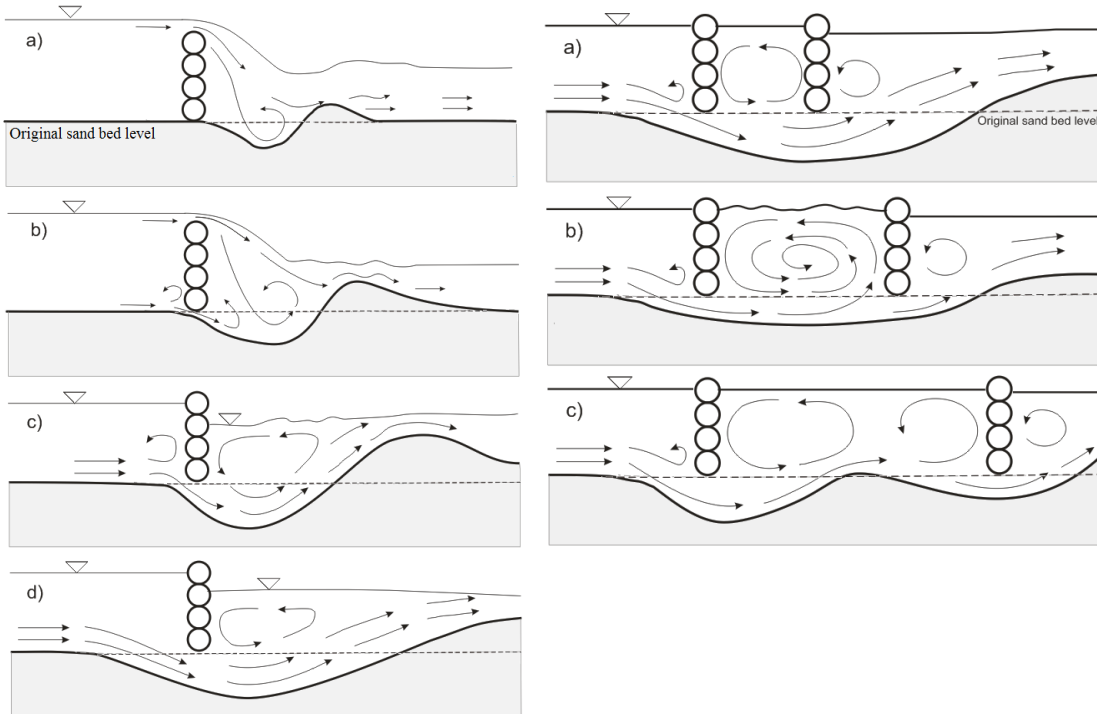 a)
Original sand bed level
b)
c)
d)
a)
Original sand bed level
b)
c)